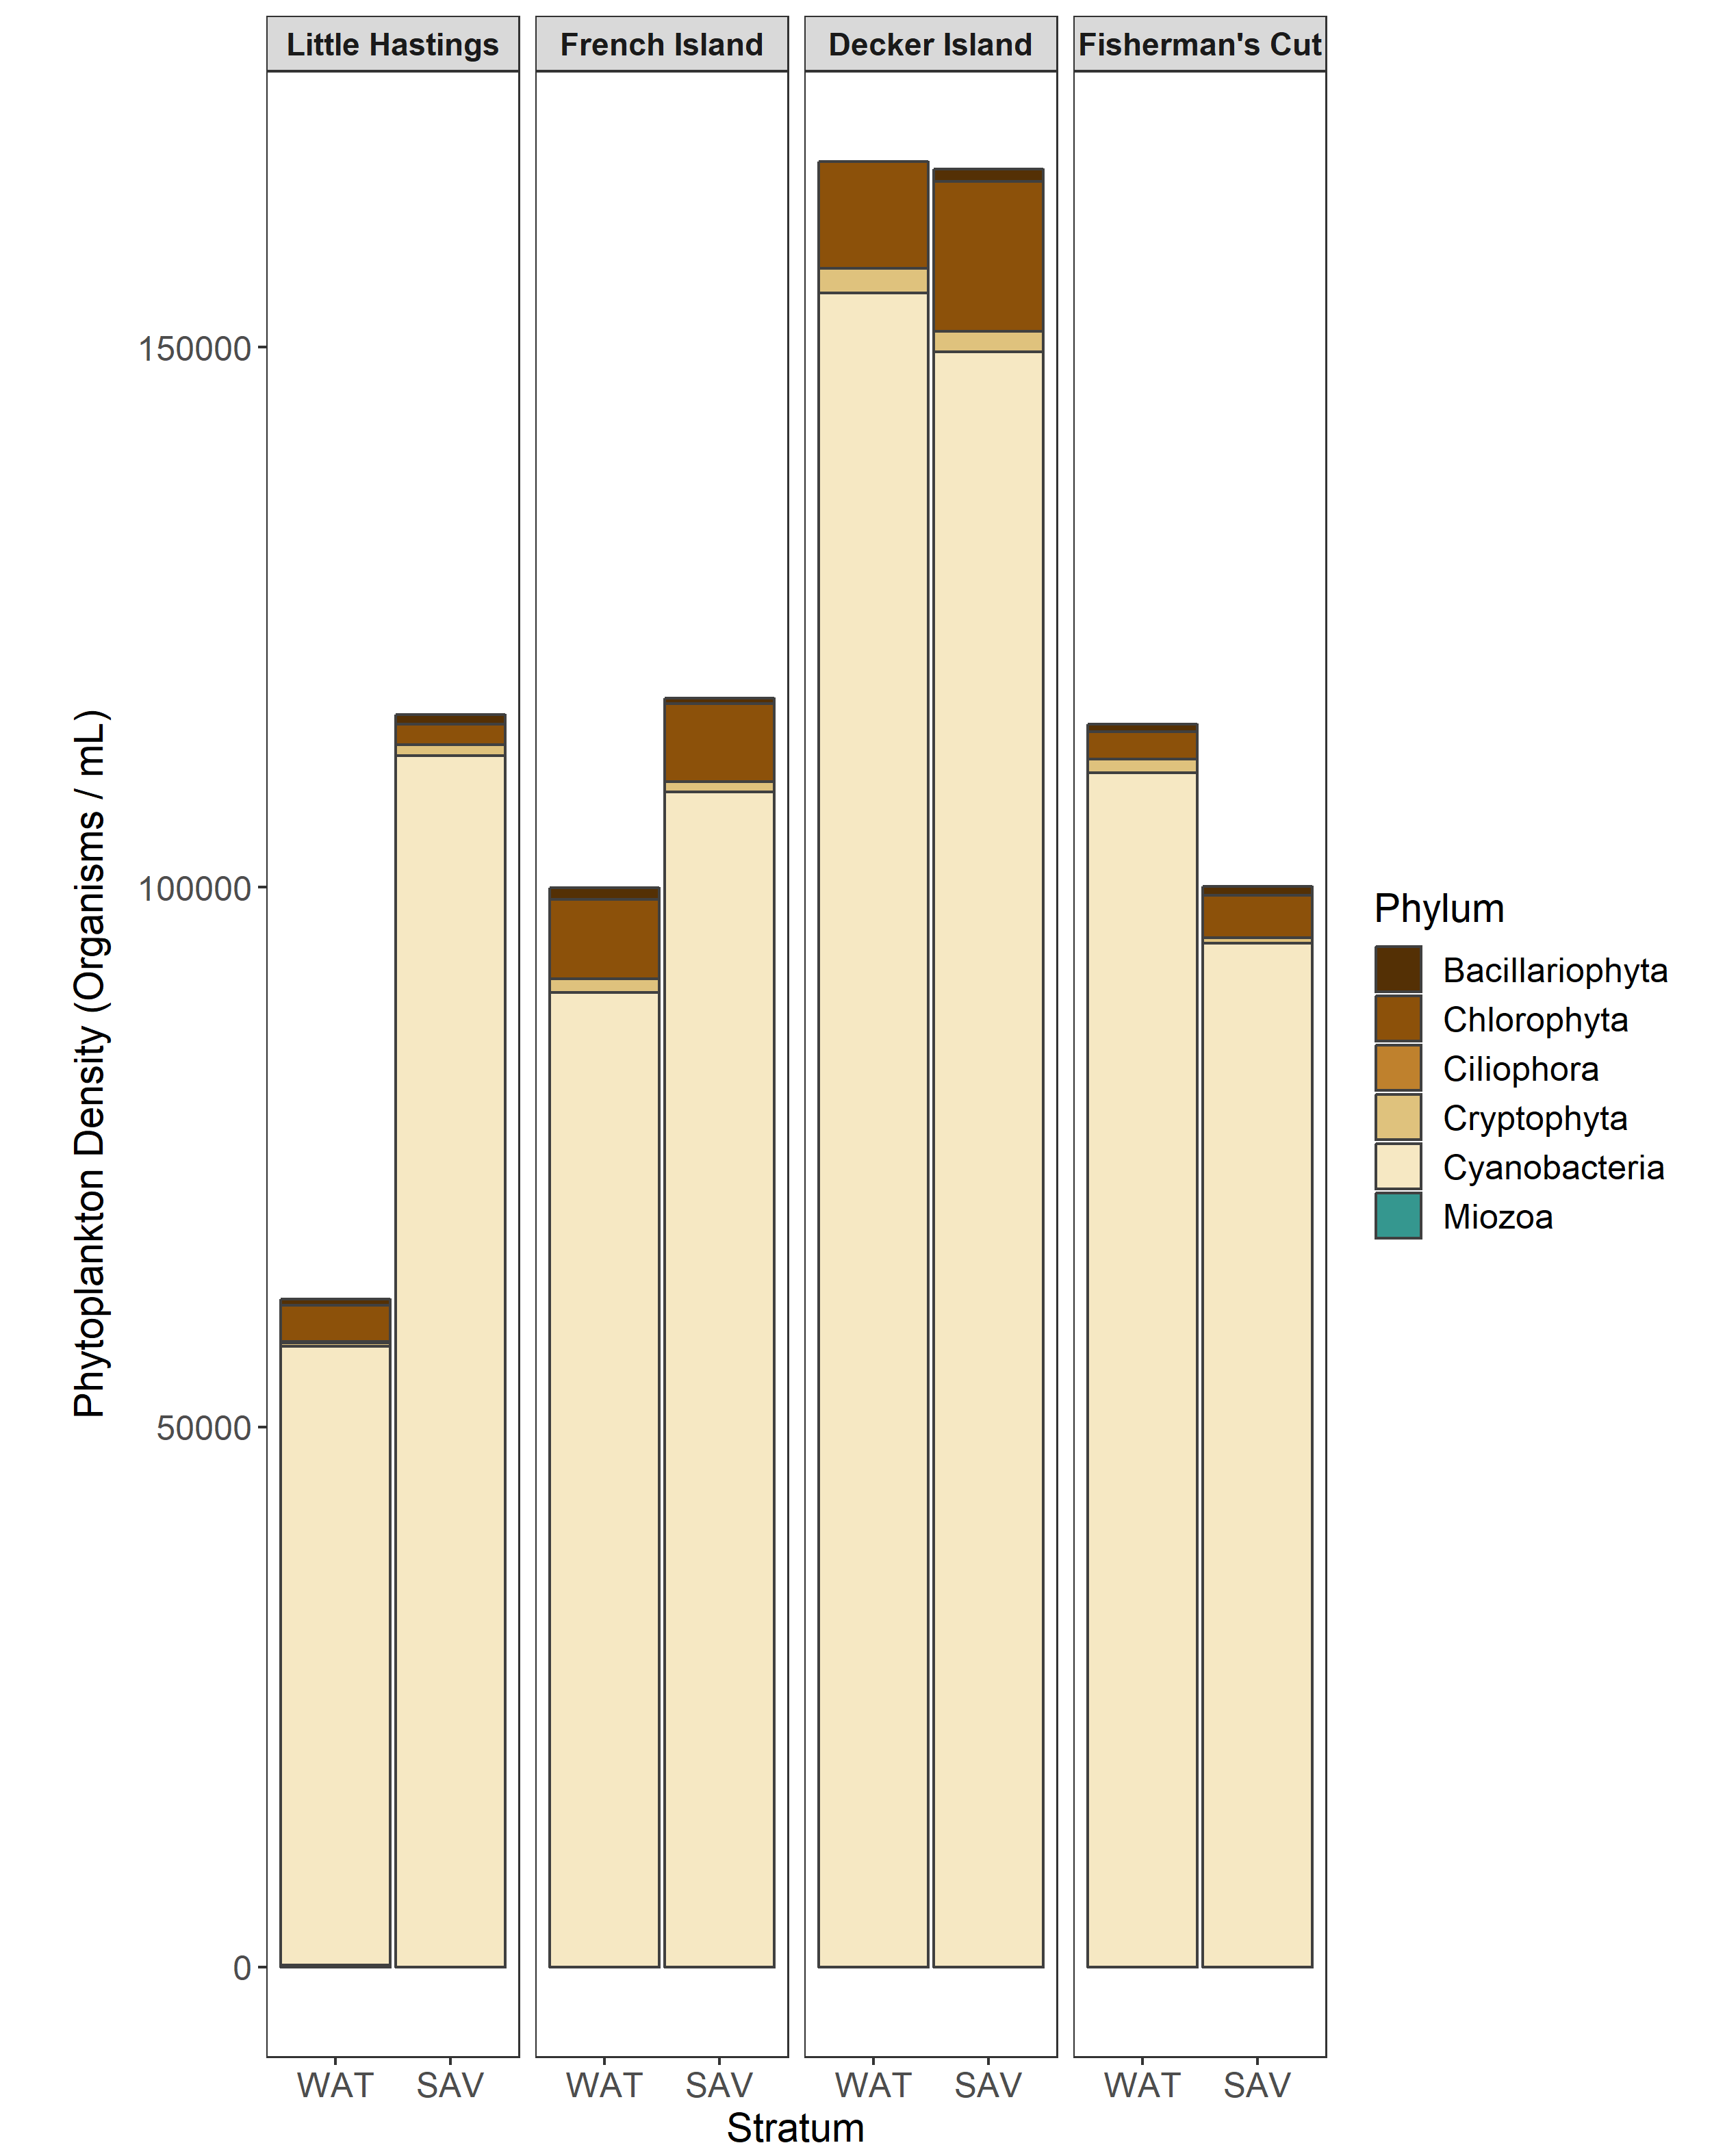 Little Hastings French Island Decker Island Fisherman's Cut
Phytoplankton Density (Organisms / mL)
150000
100000
50000
0
WAT SAV WAT SAV WAT SAV WAT SAV
Stratum
Phylum
Bacillariophyta
Chlorophyta
Ciliophora
Cryptophyta
Cyanobacteria
Miozoa